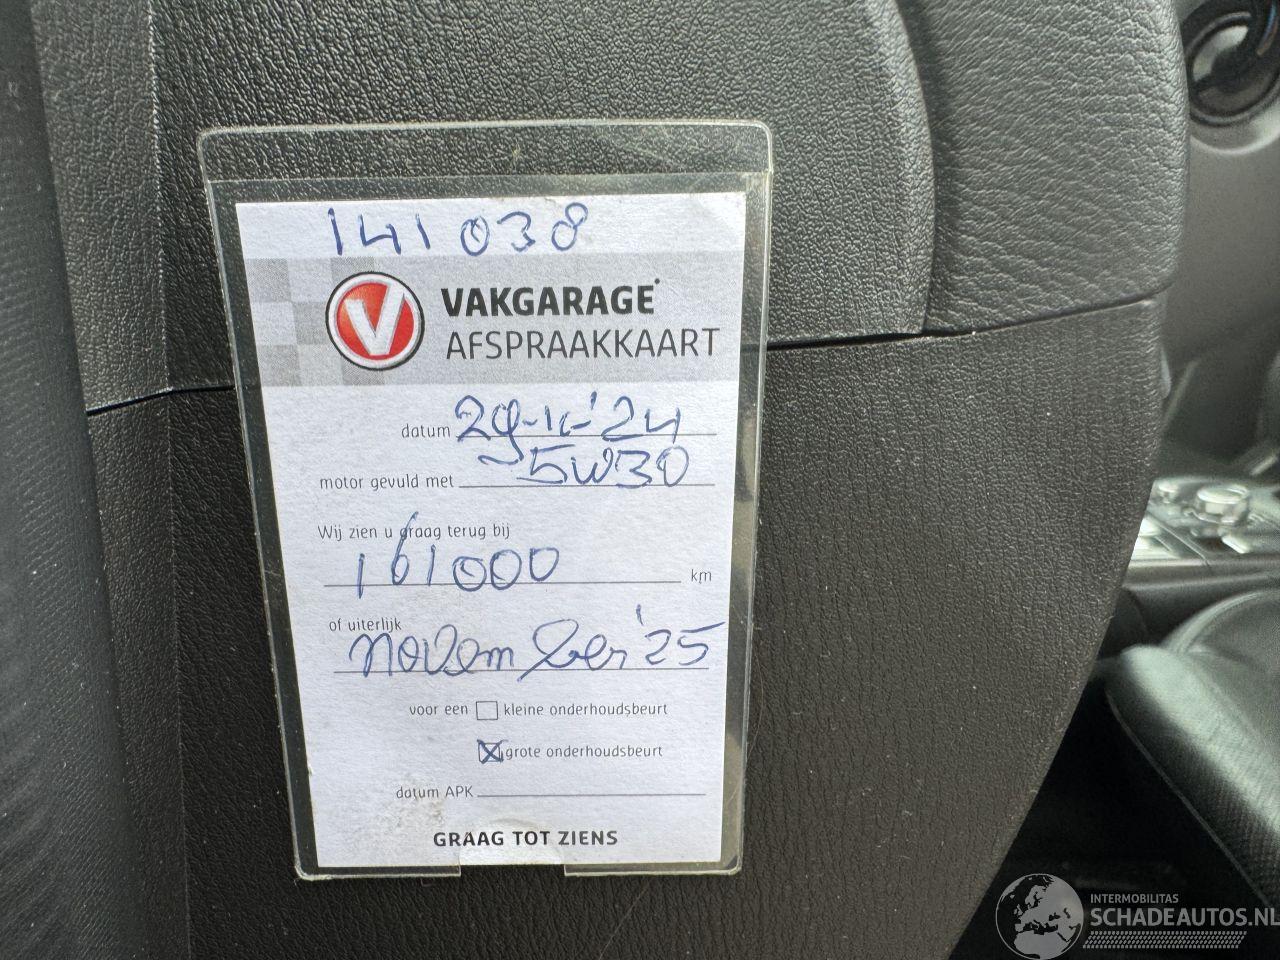 141038
V VAKGARAGE
AFSPRAAKKAART
datum 29-11-'24
motor gevuld met 5W30
Wij zien u graag terug bij
161000 km
of uiterlijk
november '25
voor een kleine onderhoudsbeurt
grote onderhoudsbeurt
datum APK
GRAAG TOT ZIENS
INTERMOBILITAS
SCHADEAUTOS.NL